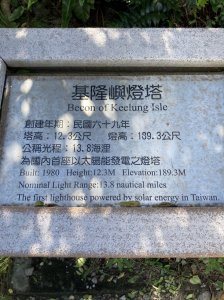 基隆嶼燈塔
Becon of Keelung Isle
創建年期：民國六十九年
塔高：12.3公尺　燈高：189.3公尺
公稱光程：13.8海浬
為國內首座以太陽能發電之燈塔
Built: 1980 Height:12.3M Elevation:189.3M
Nominal Light Range:13.8 nautical miles
The first lighthouse powered by solar energy in Taiwan.